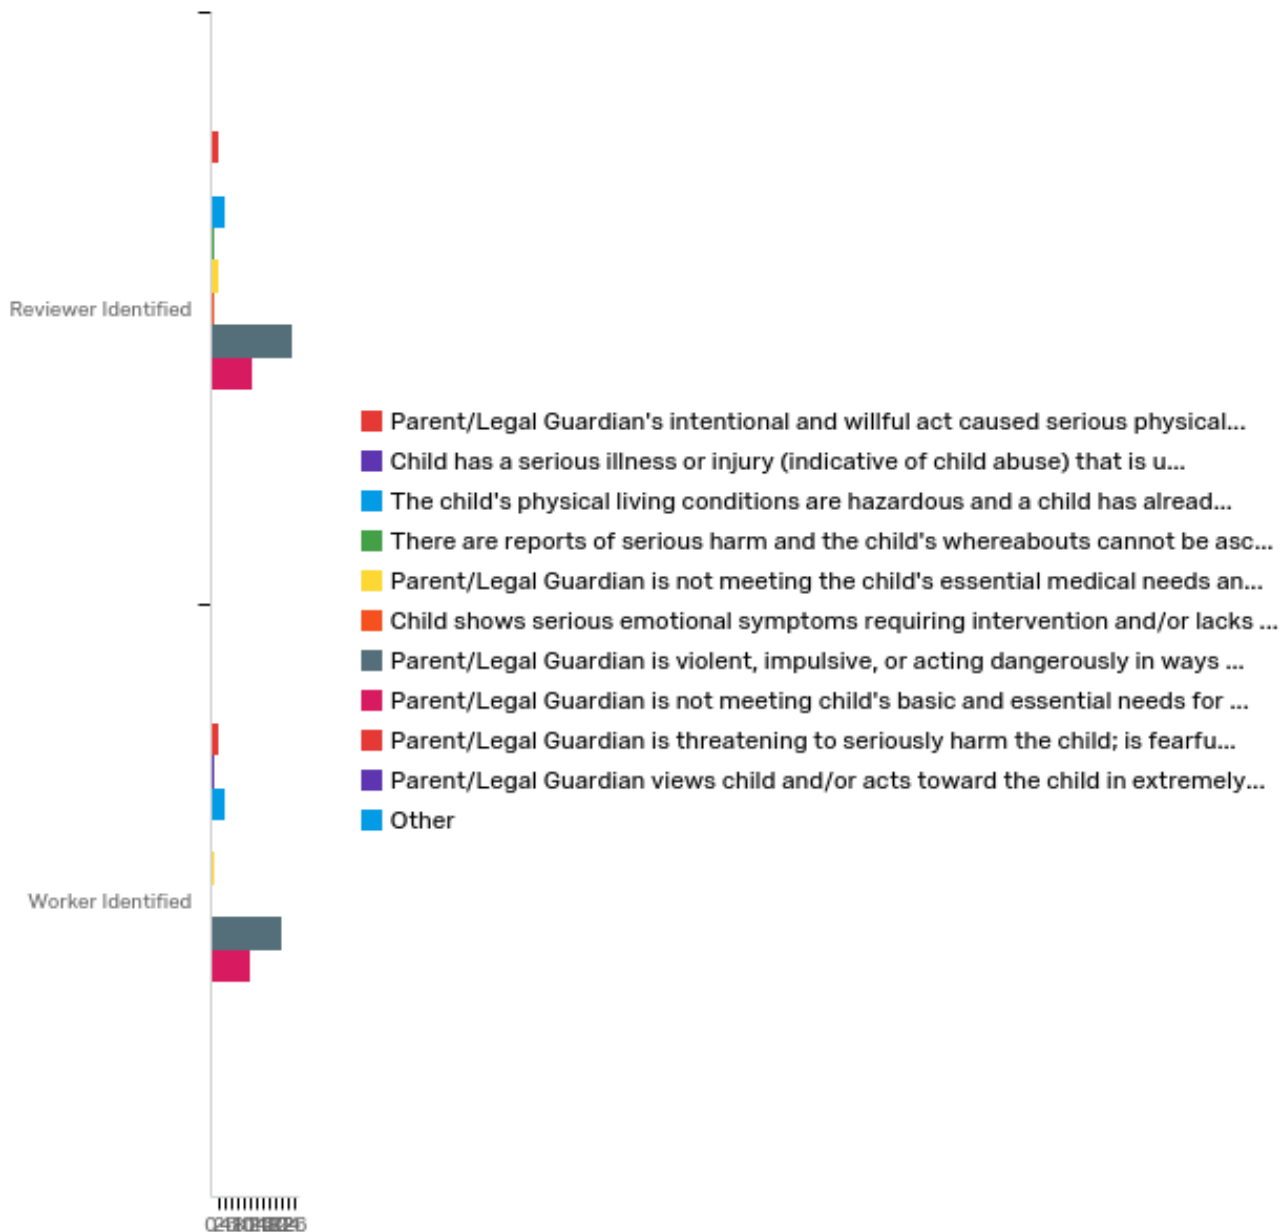 Reviewer Identified
Parent/Legal Guardian's intentional and willful act caused serious physical...
Child has a serious illness or injury (indicative of child abuse) that is u...
The child's physical living conditions are hazardous and a child has alread...
There are reports of serious harm and the child's whereabouts cannot be asc...
Parent/Legal Guardian is not meeting the child's essential medical needs an...
Child shows serious emotional symptoms requiring intervention and/or lacks ...
Parent/Legal Guardian is violent, impulsive, or acting dangerously in ways ...
Parent/Legal Guardian is not meeting child's basic and essential needs for ...
Parent/Legal Guardian is threatening to seriously harm the child; is fearfu...
Parent/Legal Guardian views child and/or acts toward the child in extremely...
Other
Worker Identified